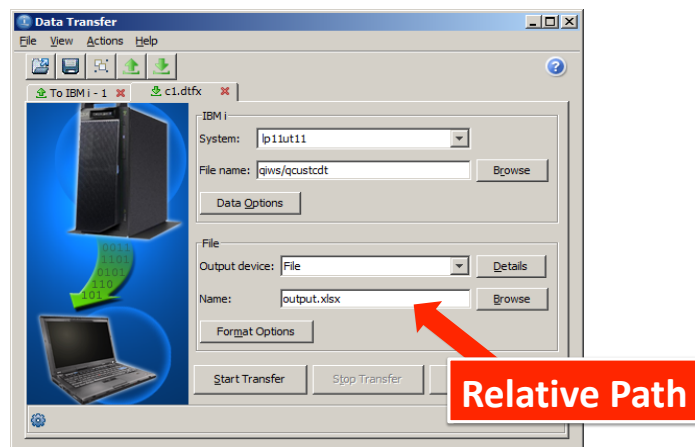 Data Transfer
File View Actions Help
To IBM i - 1 c1.dtfx
IBM i
System: lp11ut11
File name: qiws/qcustcdt Browse
Data Options
File
Output device: File Details
Name: output.xlsx Browse
Format Options
Start Transfer Stop Transfer
Relative Path
0011
1101
0101
110
101